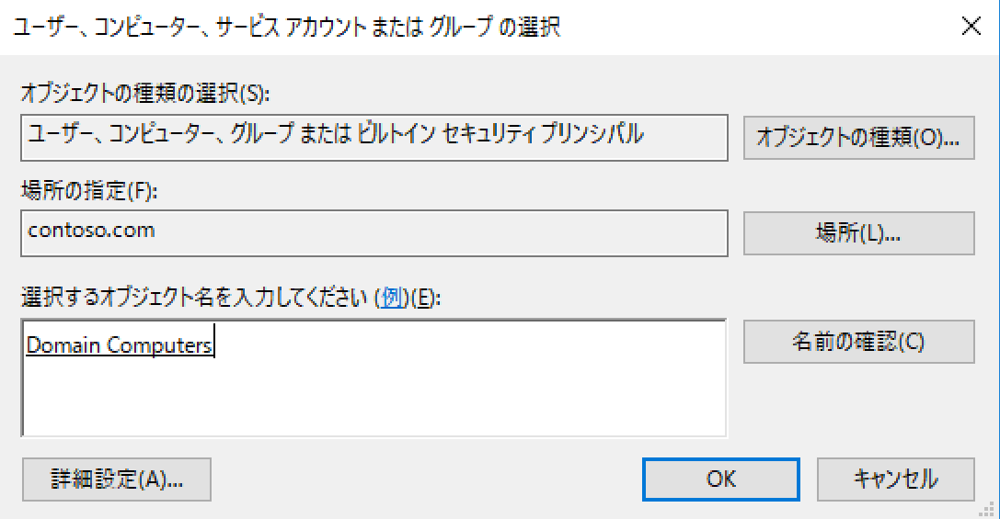 ユーザー、コンピューター、サービス アカウント または グループ の選択
オブジェクトの種類の選択(S):
ユーザー、コンピューター、グループ または ビルトイン セキュリティ プリンシパル
オブジェクトの種類(O)...
場所の指定(F):
contoso.com
場所(L)...
選択するオブジェクト名を入力してください (例)(E):
Domain Computers
名前の確認(C)
詳細設定(A)...
OK
キャンセル